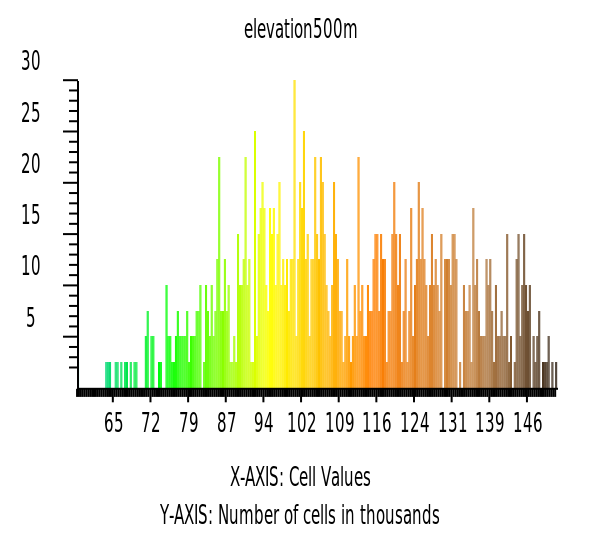 elevation500m
30
25
20
15
10
5
65 72 79 87 94 102 109 116 124 131 139 146
X-AXIS: Cell Values
Y-AXIS: Number of cells in thousands